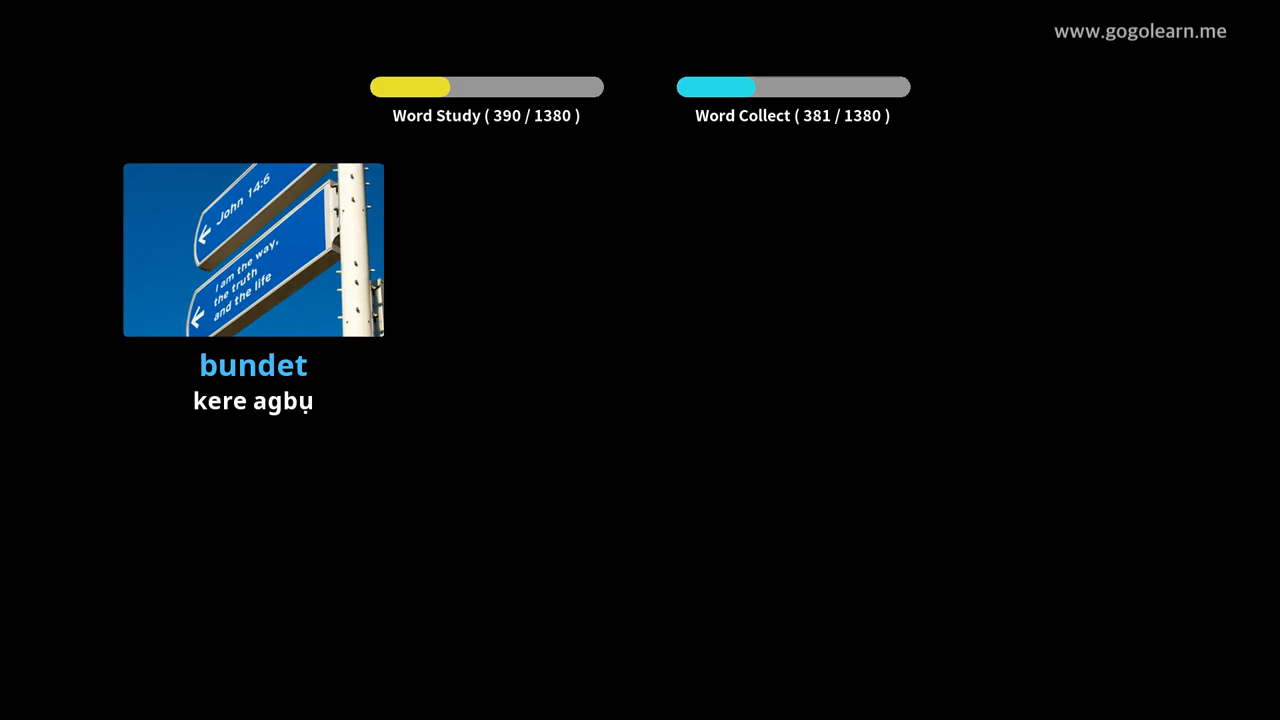 www.gogolearn.me
Word Study ( 390 / 1380 )
Word Collect ( 381 / 1380 )
John 14:6
I am the way,
the truth
and the life
bundet
kere agbụ